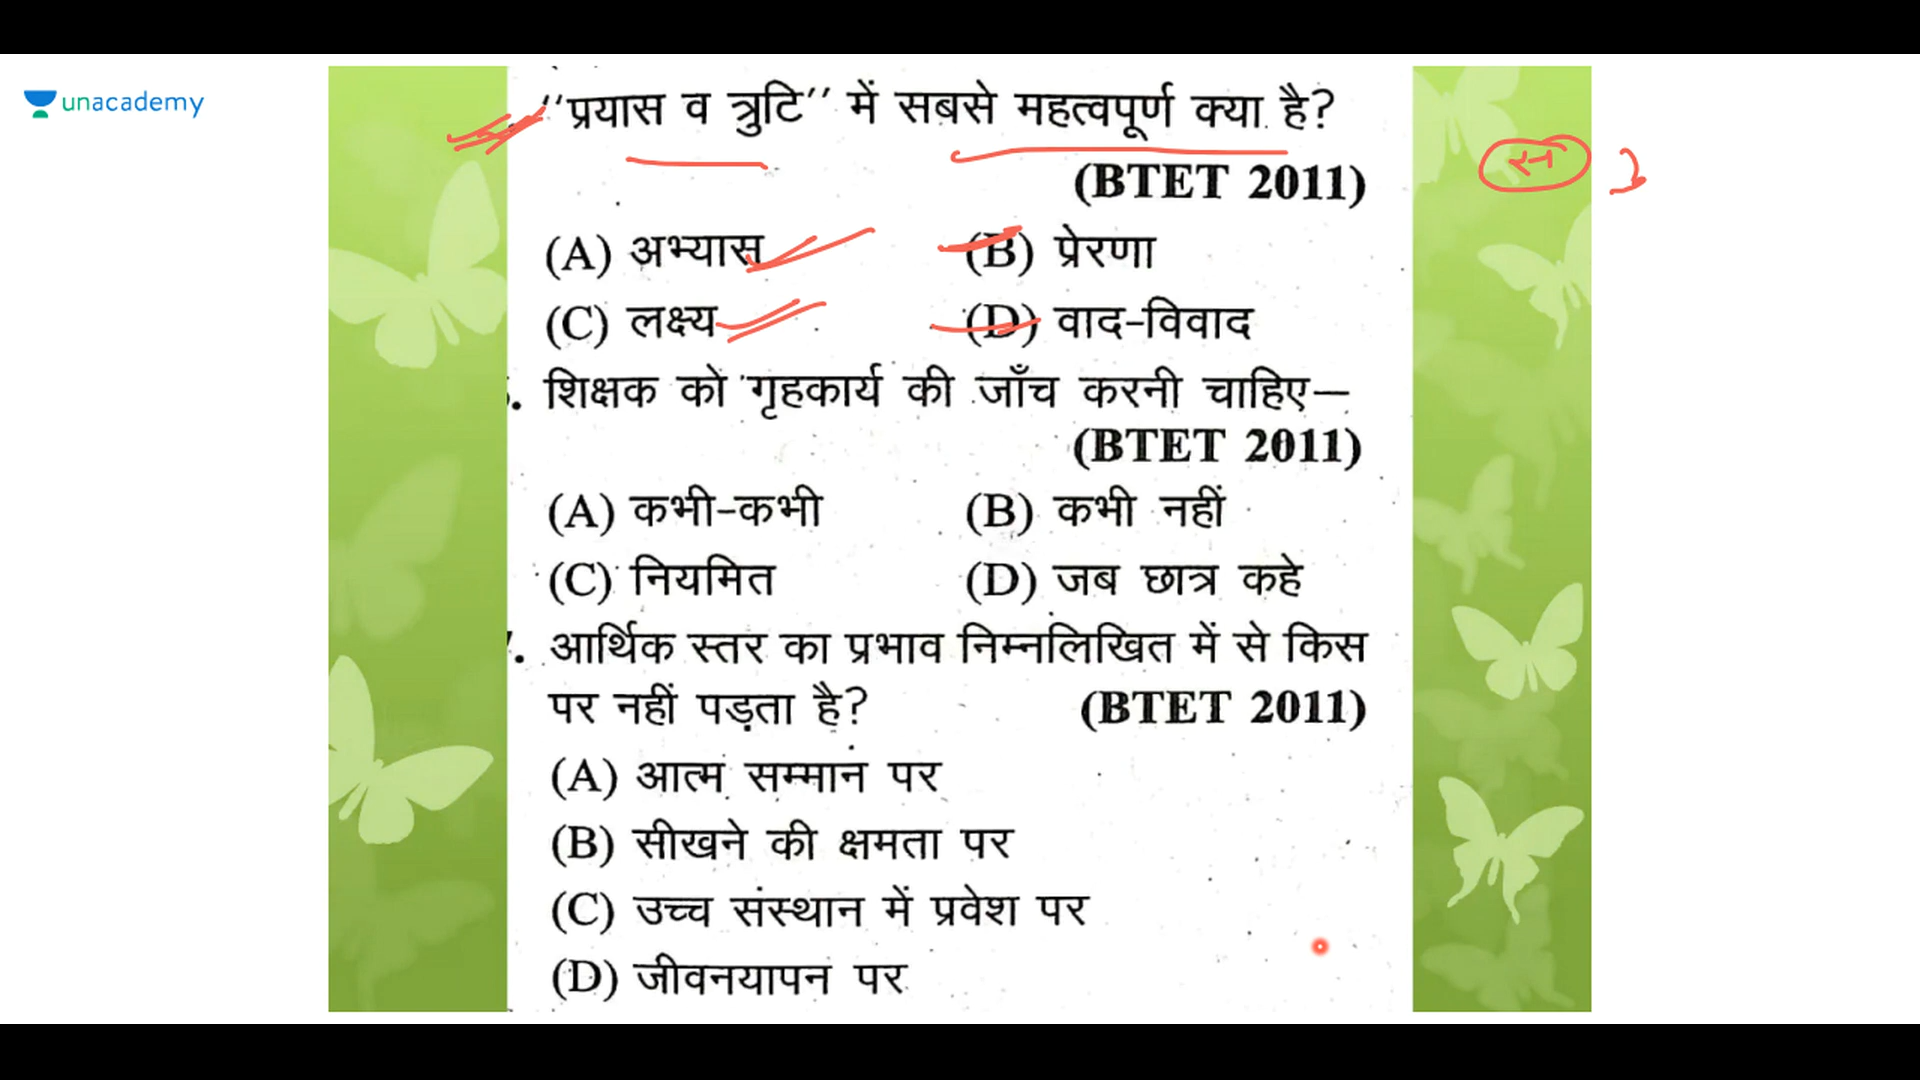 unacademy
"प्रयास व त्रुटि" में सबसे महत्वपूर्ण क्या है?
(BTET 2011)
(A) अभ्यास (B) प्रेरणा
(C) लक्ष्य (D) वाद-विवाद
. शिक्षक को गृहकार्य की जाँच करनी चाहिए—
(BTET 2011)
(A) कभी-कभी (B) कभी नहीं
(C) नियमित (D) जब छात्र कहे
. आर्थिक स्तर का प्रभाव निम्नलिखित में से किस
पर नहीं पड़ता है? (BTET 2011)
(A) आत्म सम्मान पर
(B) सीखने की क्षमता पर
(C) उच्च संस्थान में प्रवेश पर
(D) जीवनयापन पर